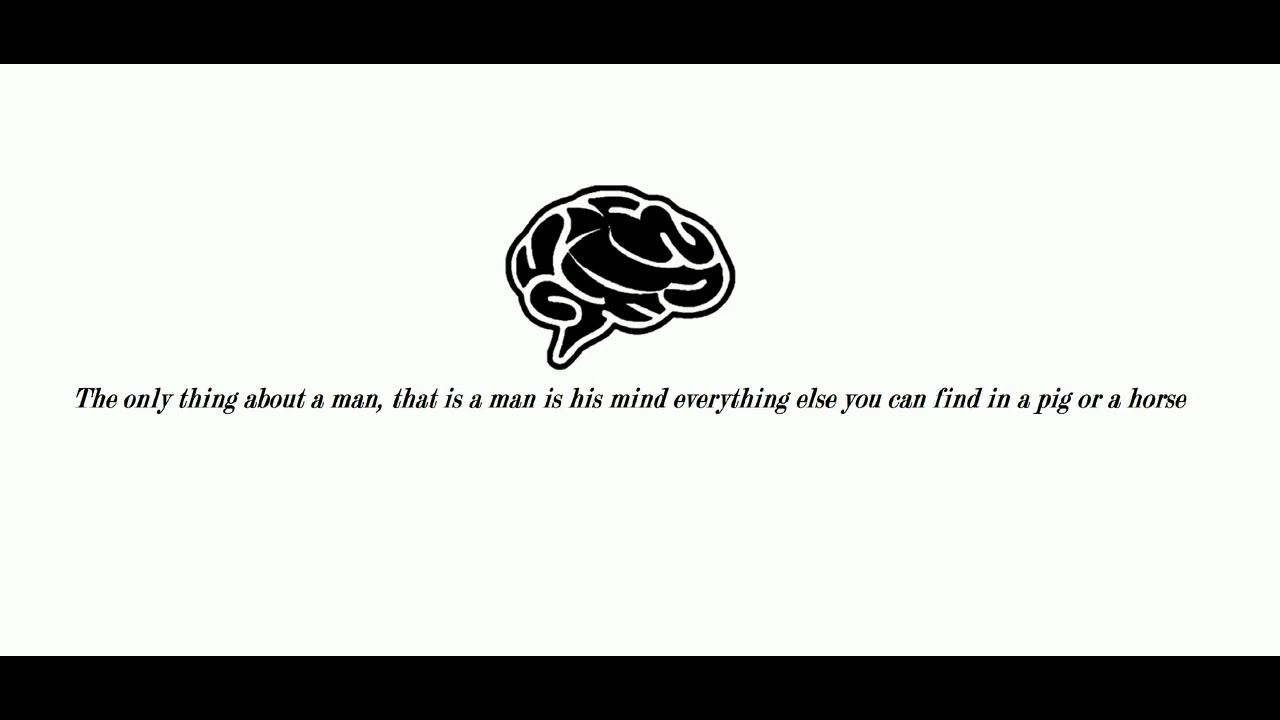 The only thing about a man, that is a man is his mind everything else you can find in a pig or a horse